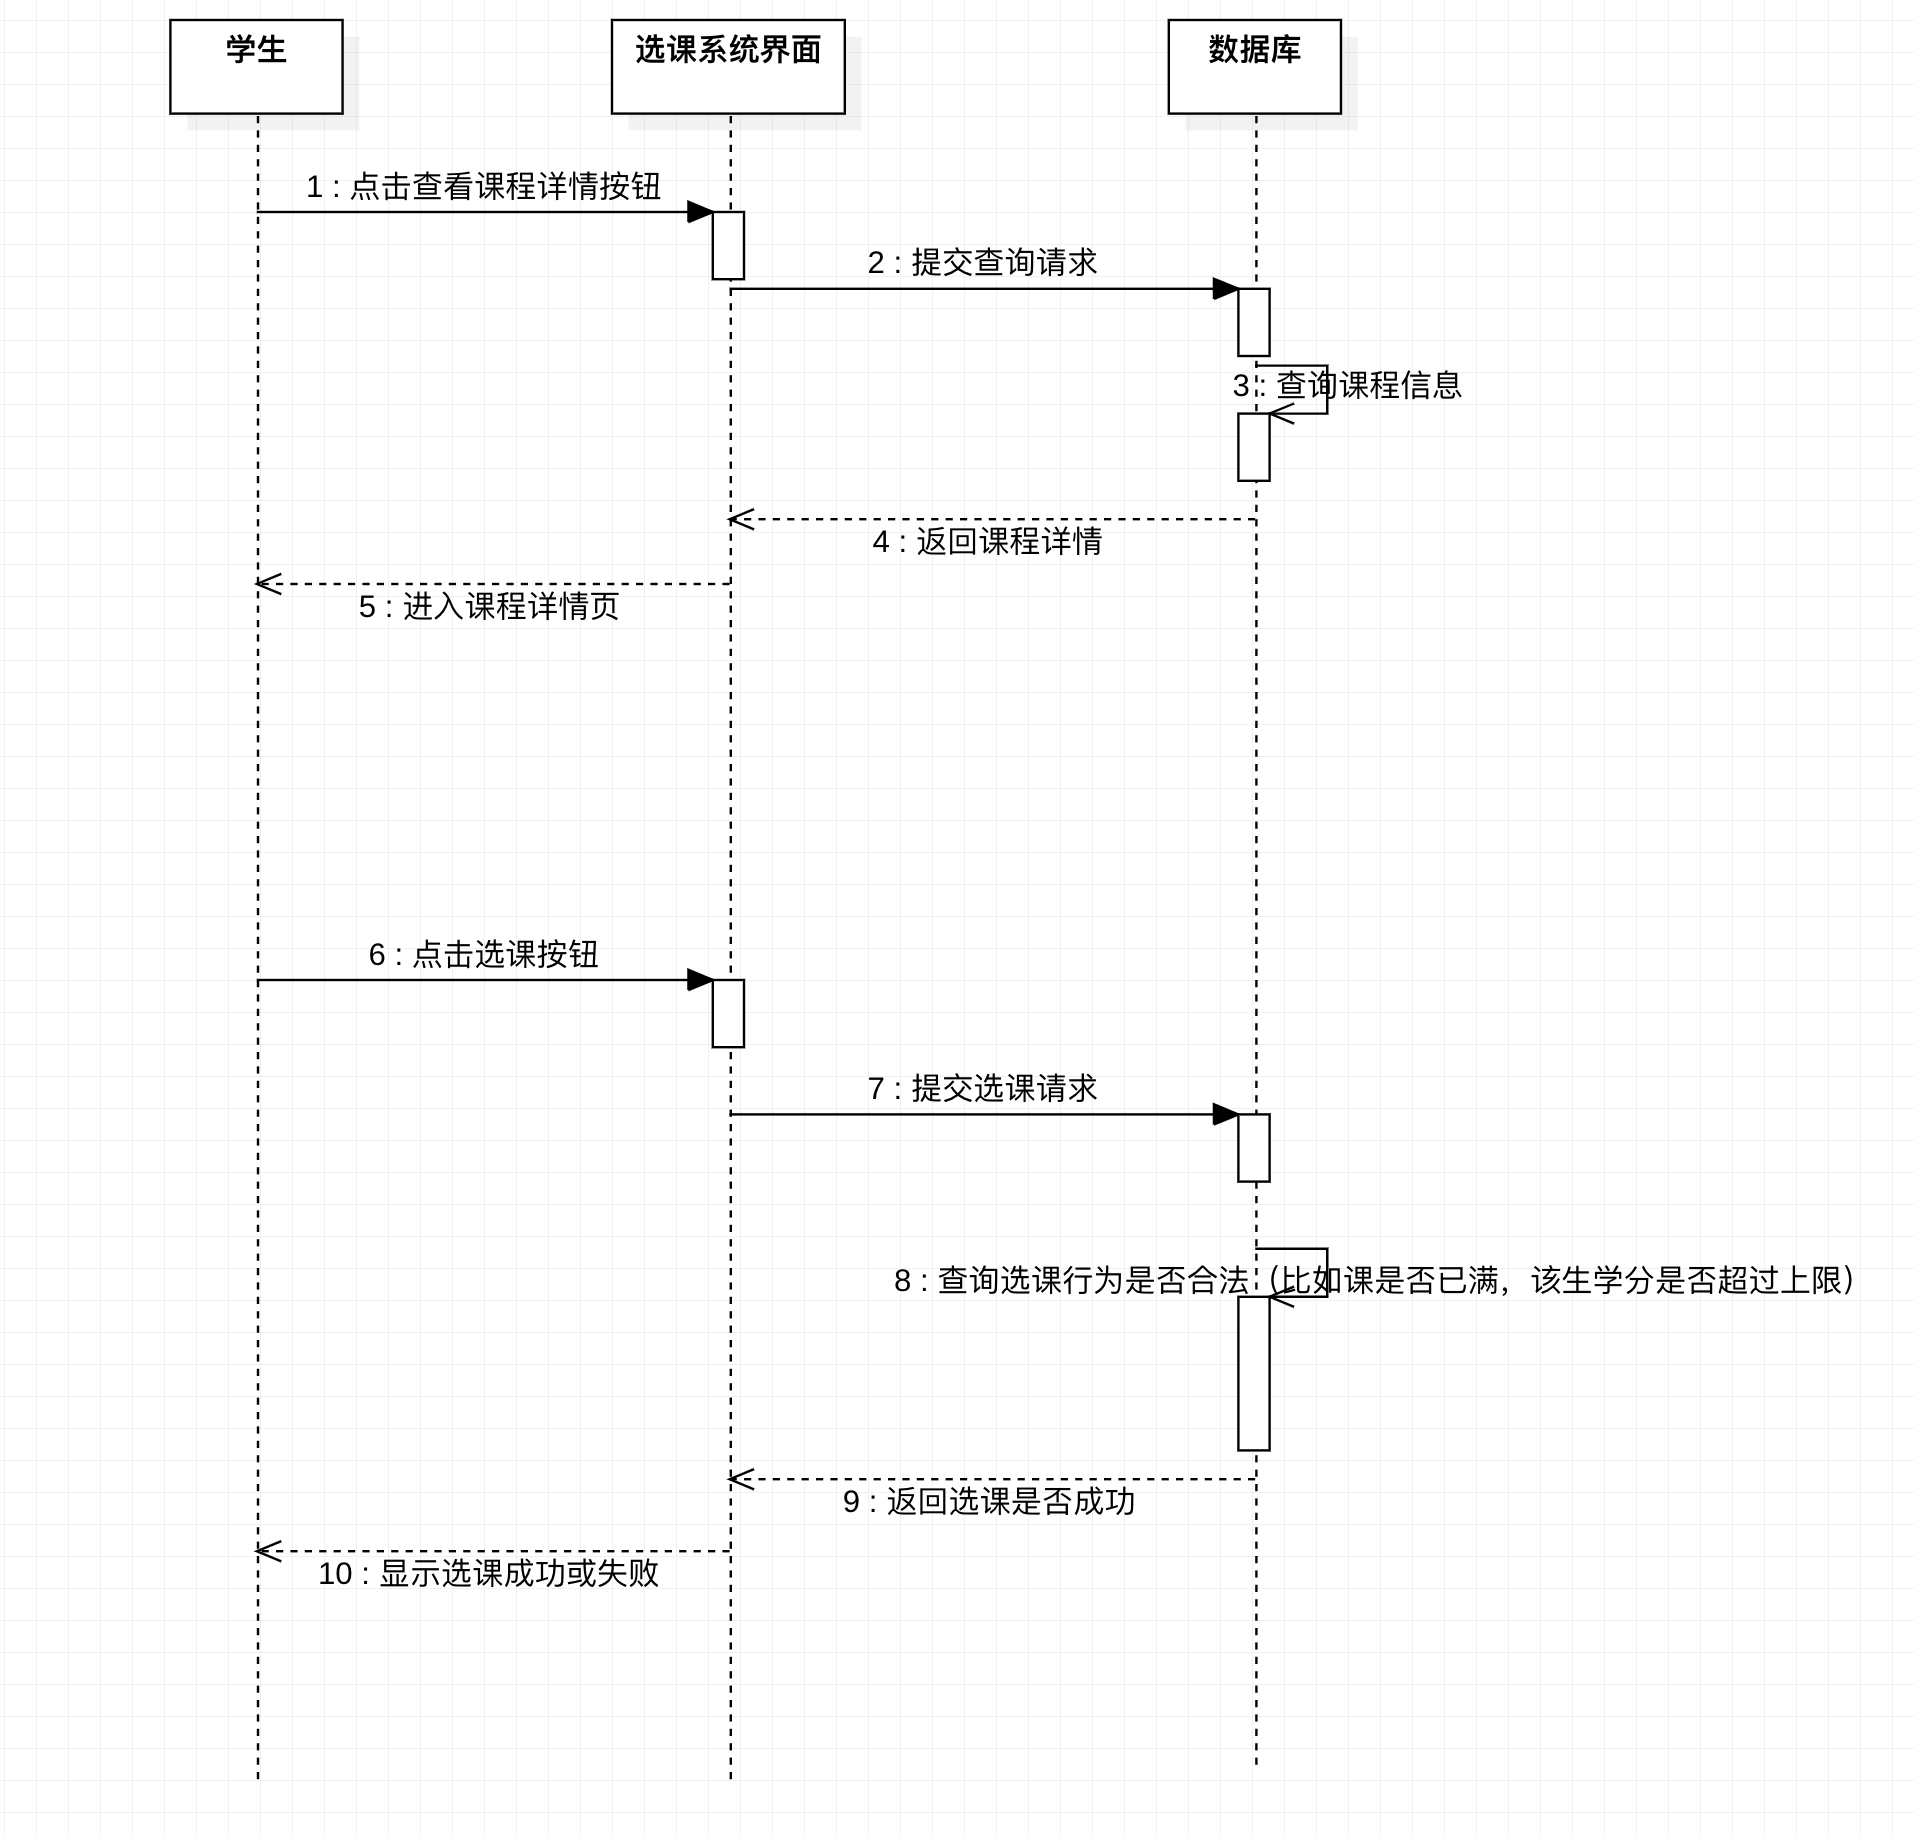 学生
选课系统界面
数据库
1 : 点击查看课程详情按钮
2 : 提交查询请求
3 : 查询课程信息
4 : 返回课程详情
5 : 进入课程详情页
6 : 点击选课按钮
7 : 提交选课请求
8 : 查询选课行为是否合法（比如课是否已满，该生学分是否超过上限）
9 : 返回选课是否成功
10 : 显示选课成功或失败